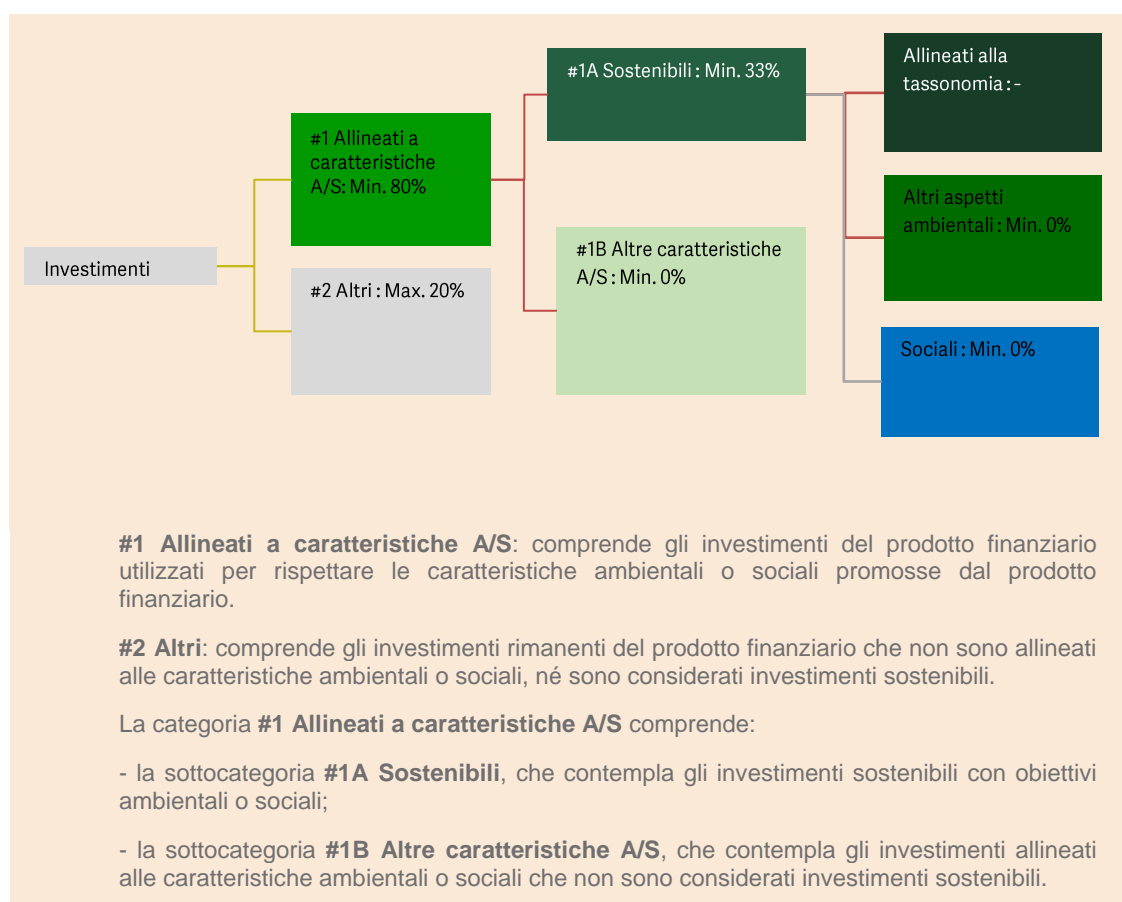 Investimenti
#1 Allineati a
caratteristiche
A/S: Min. 80%
#2 Altri : Max. 20%
#1A Sostenibili : Min. 33%
#1B Altre caratteristiche
A/S : Min. 0%
Allineati alla
tassonomia : -
Altri aspetti
ambientali : Min. 0%
Sociali : Min. 0%
#1 Allineati a caratteristiche A/S: comprende gli investimenti del prodotto finanziario
utilizzati per rispettare le caratteristiche ambientali o sociali promosse dal prodotto
finanziario.
#2 Altri: comprende gli investimenti rimanenti del prodotto finanziario che non sono allineati
alle caratteristiche ambientali o sociali, né sono considerati investimenti sostenibili.
La categoria #1 Allineati a caratteristiche A/S comprende:
- la sottocategoria #1A Sostenibili, che contempla gli investimenti sostenibili con obiettivi
ambientali o sociali;
- la sottocategoria #1B Altre caratteristiche A/S, che contempla gli investimenti allineati
alle caratteristiche ambientali o sociali che non sono considerati investimenti sostenibili.